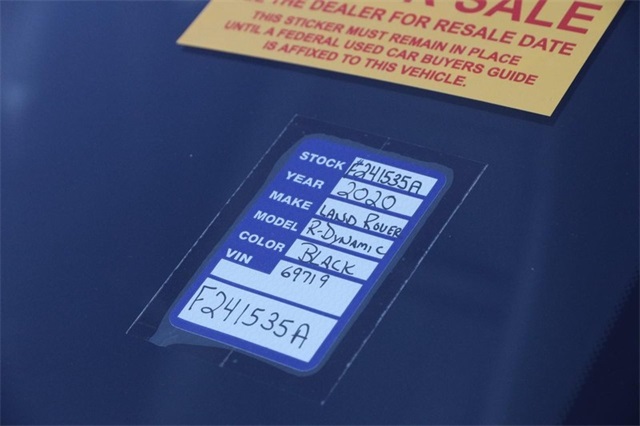 SALE
THE DEALER FOR RESALE DATE
THIS STICKER MUST REMAIN IN PLACE
UNTIL A FEDERAL USED CAR BUYERS GUIDE
IS AFFIXED TO THIS VEHICLE.
STOCK F241535A
YEAR 2020
MAKE LAND ROVER
MODEL R-DYNAMIC
COLOR BLACK
VIN 69719
F241535A